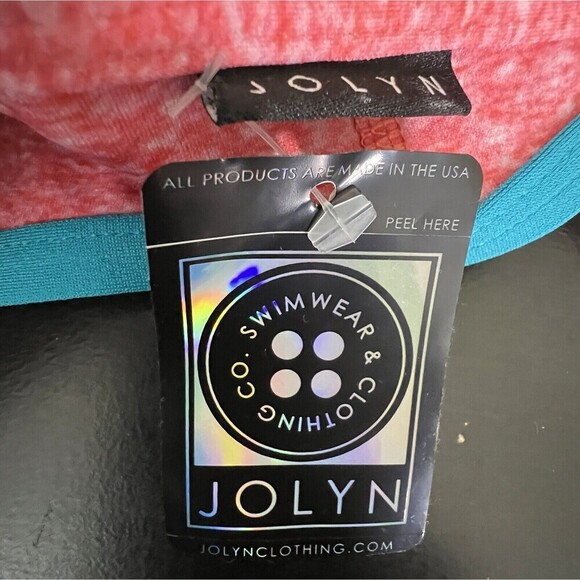 JOLYN
ALL PRODUCTS ARE MADE IN THE USA
PEEL HERE
SWIMWEAR & CLOTHING CO.
JOLYN
JOLYNCLOTHING.COM